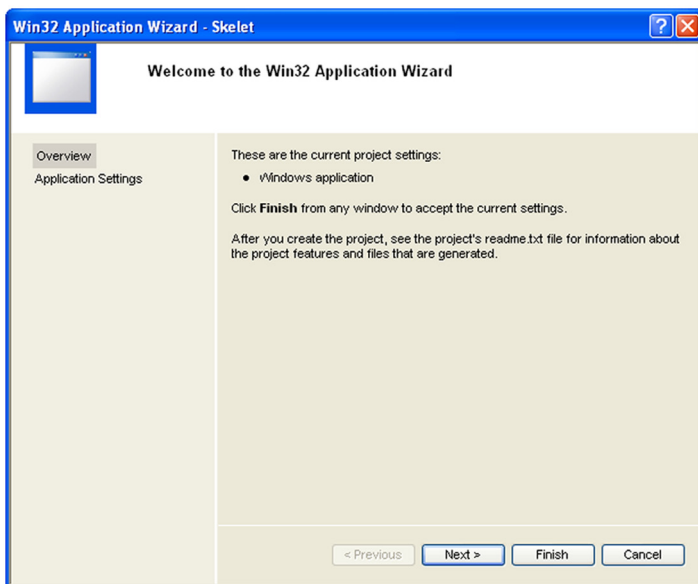 Win32 Application Wizard - Skelet
Welcome to the Win32 Application Wizard
Overview
Application Settings
These are the current project settings:
● Windows application
Click Finish from any window to accept the current settings.
After you create the project, see the project's readme.txt file for information about
the project features and files that are generated.
< Previous
Next >
Finish
Cancel